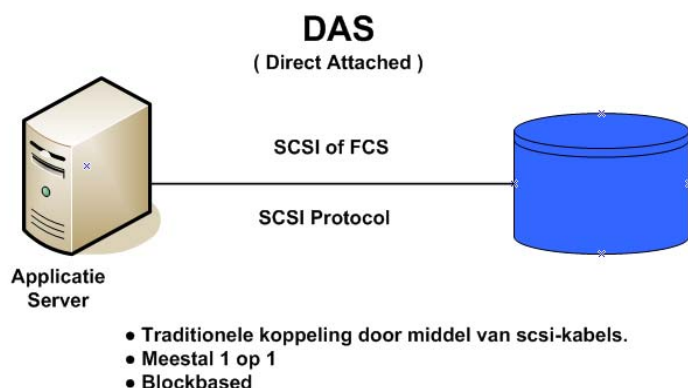 DAS
( Direct Attached )
SCSI of FCS
SCSI Protocol
Applicatie
Server
● Traditionele koppeling door middel van scsi-kabels.
● Meestal 1 op 1
● Blockbased